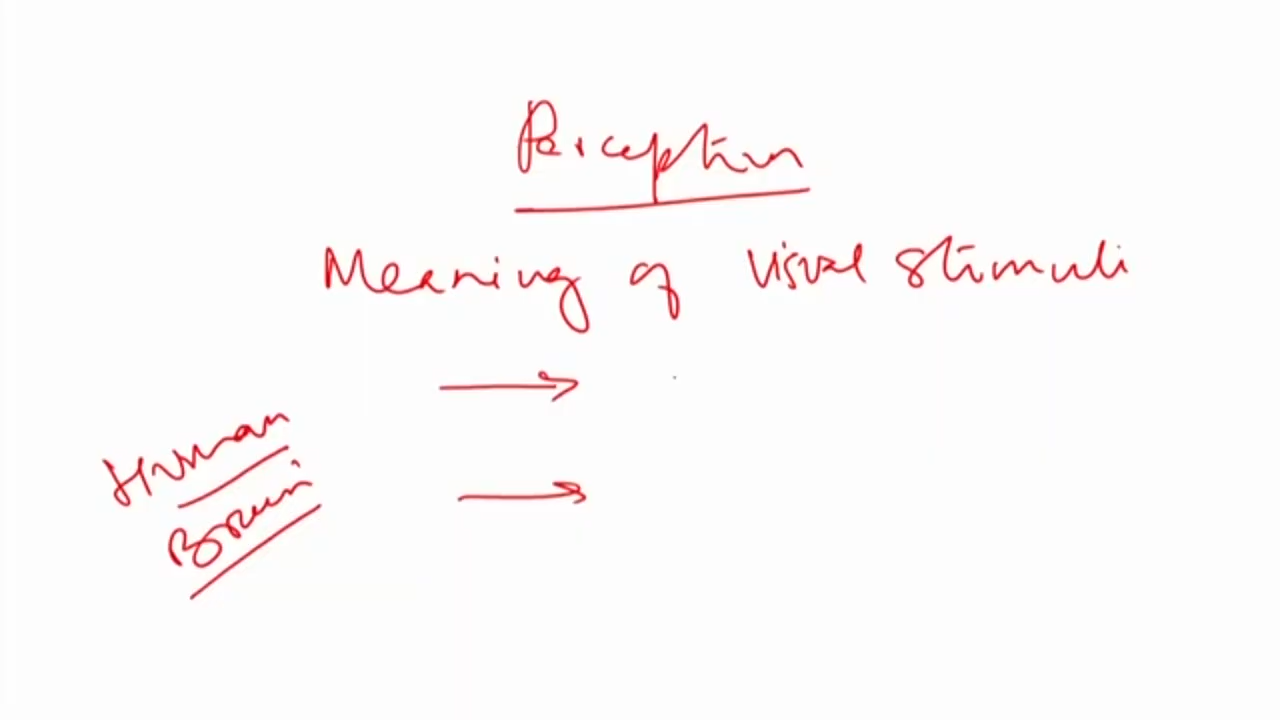 Perception
Meaning of visual stimuli
→
Human
→
Brain